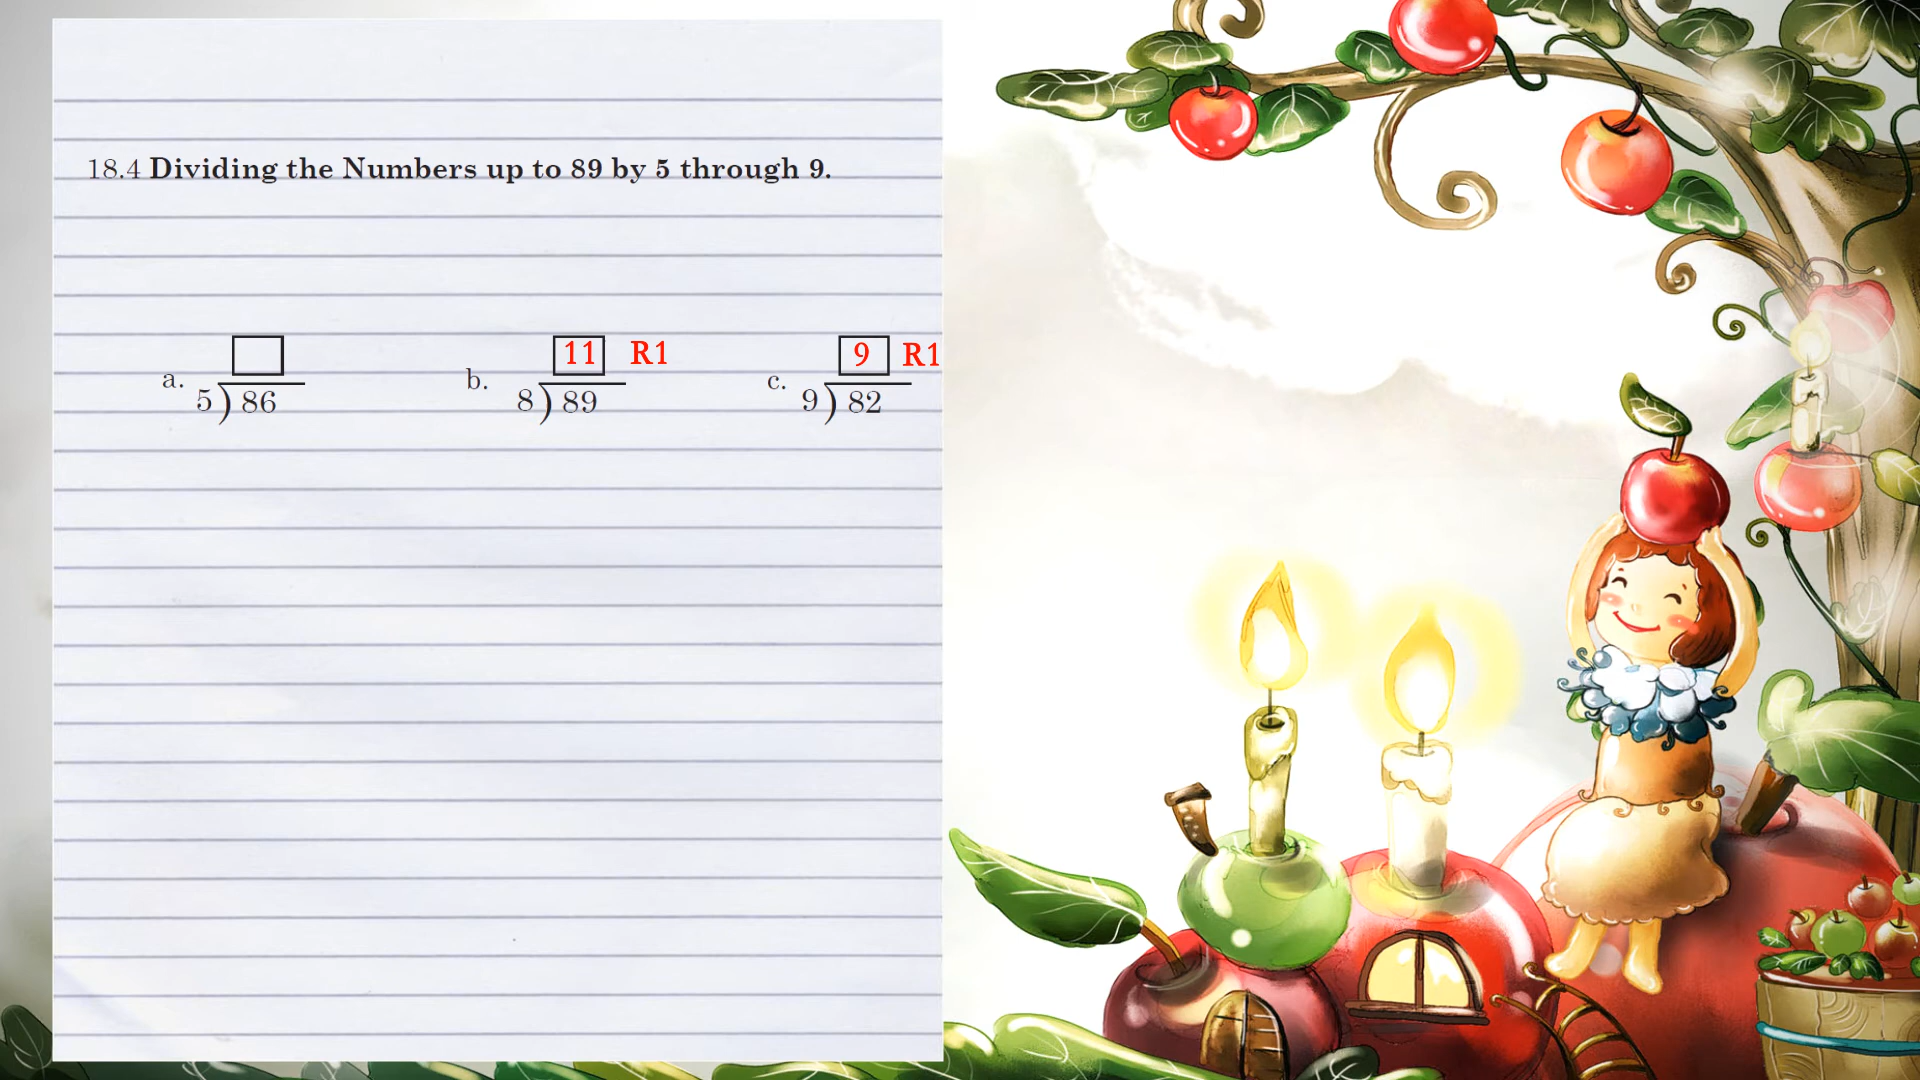 18.4 Dividing the Numbers up to 89 by 5 through 9.
a. 5)86
b. 8)89 11 R1
c. 9)82 9 R1